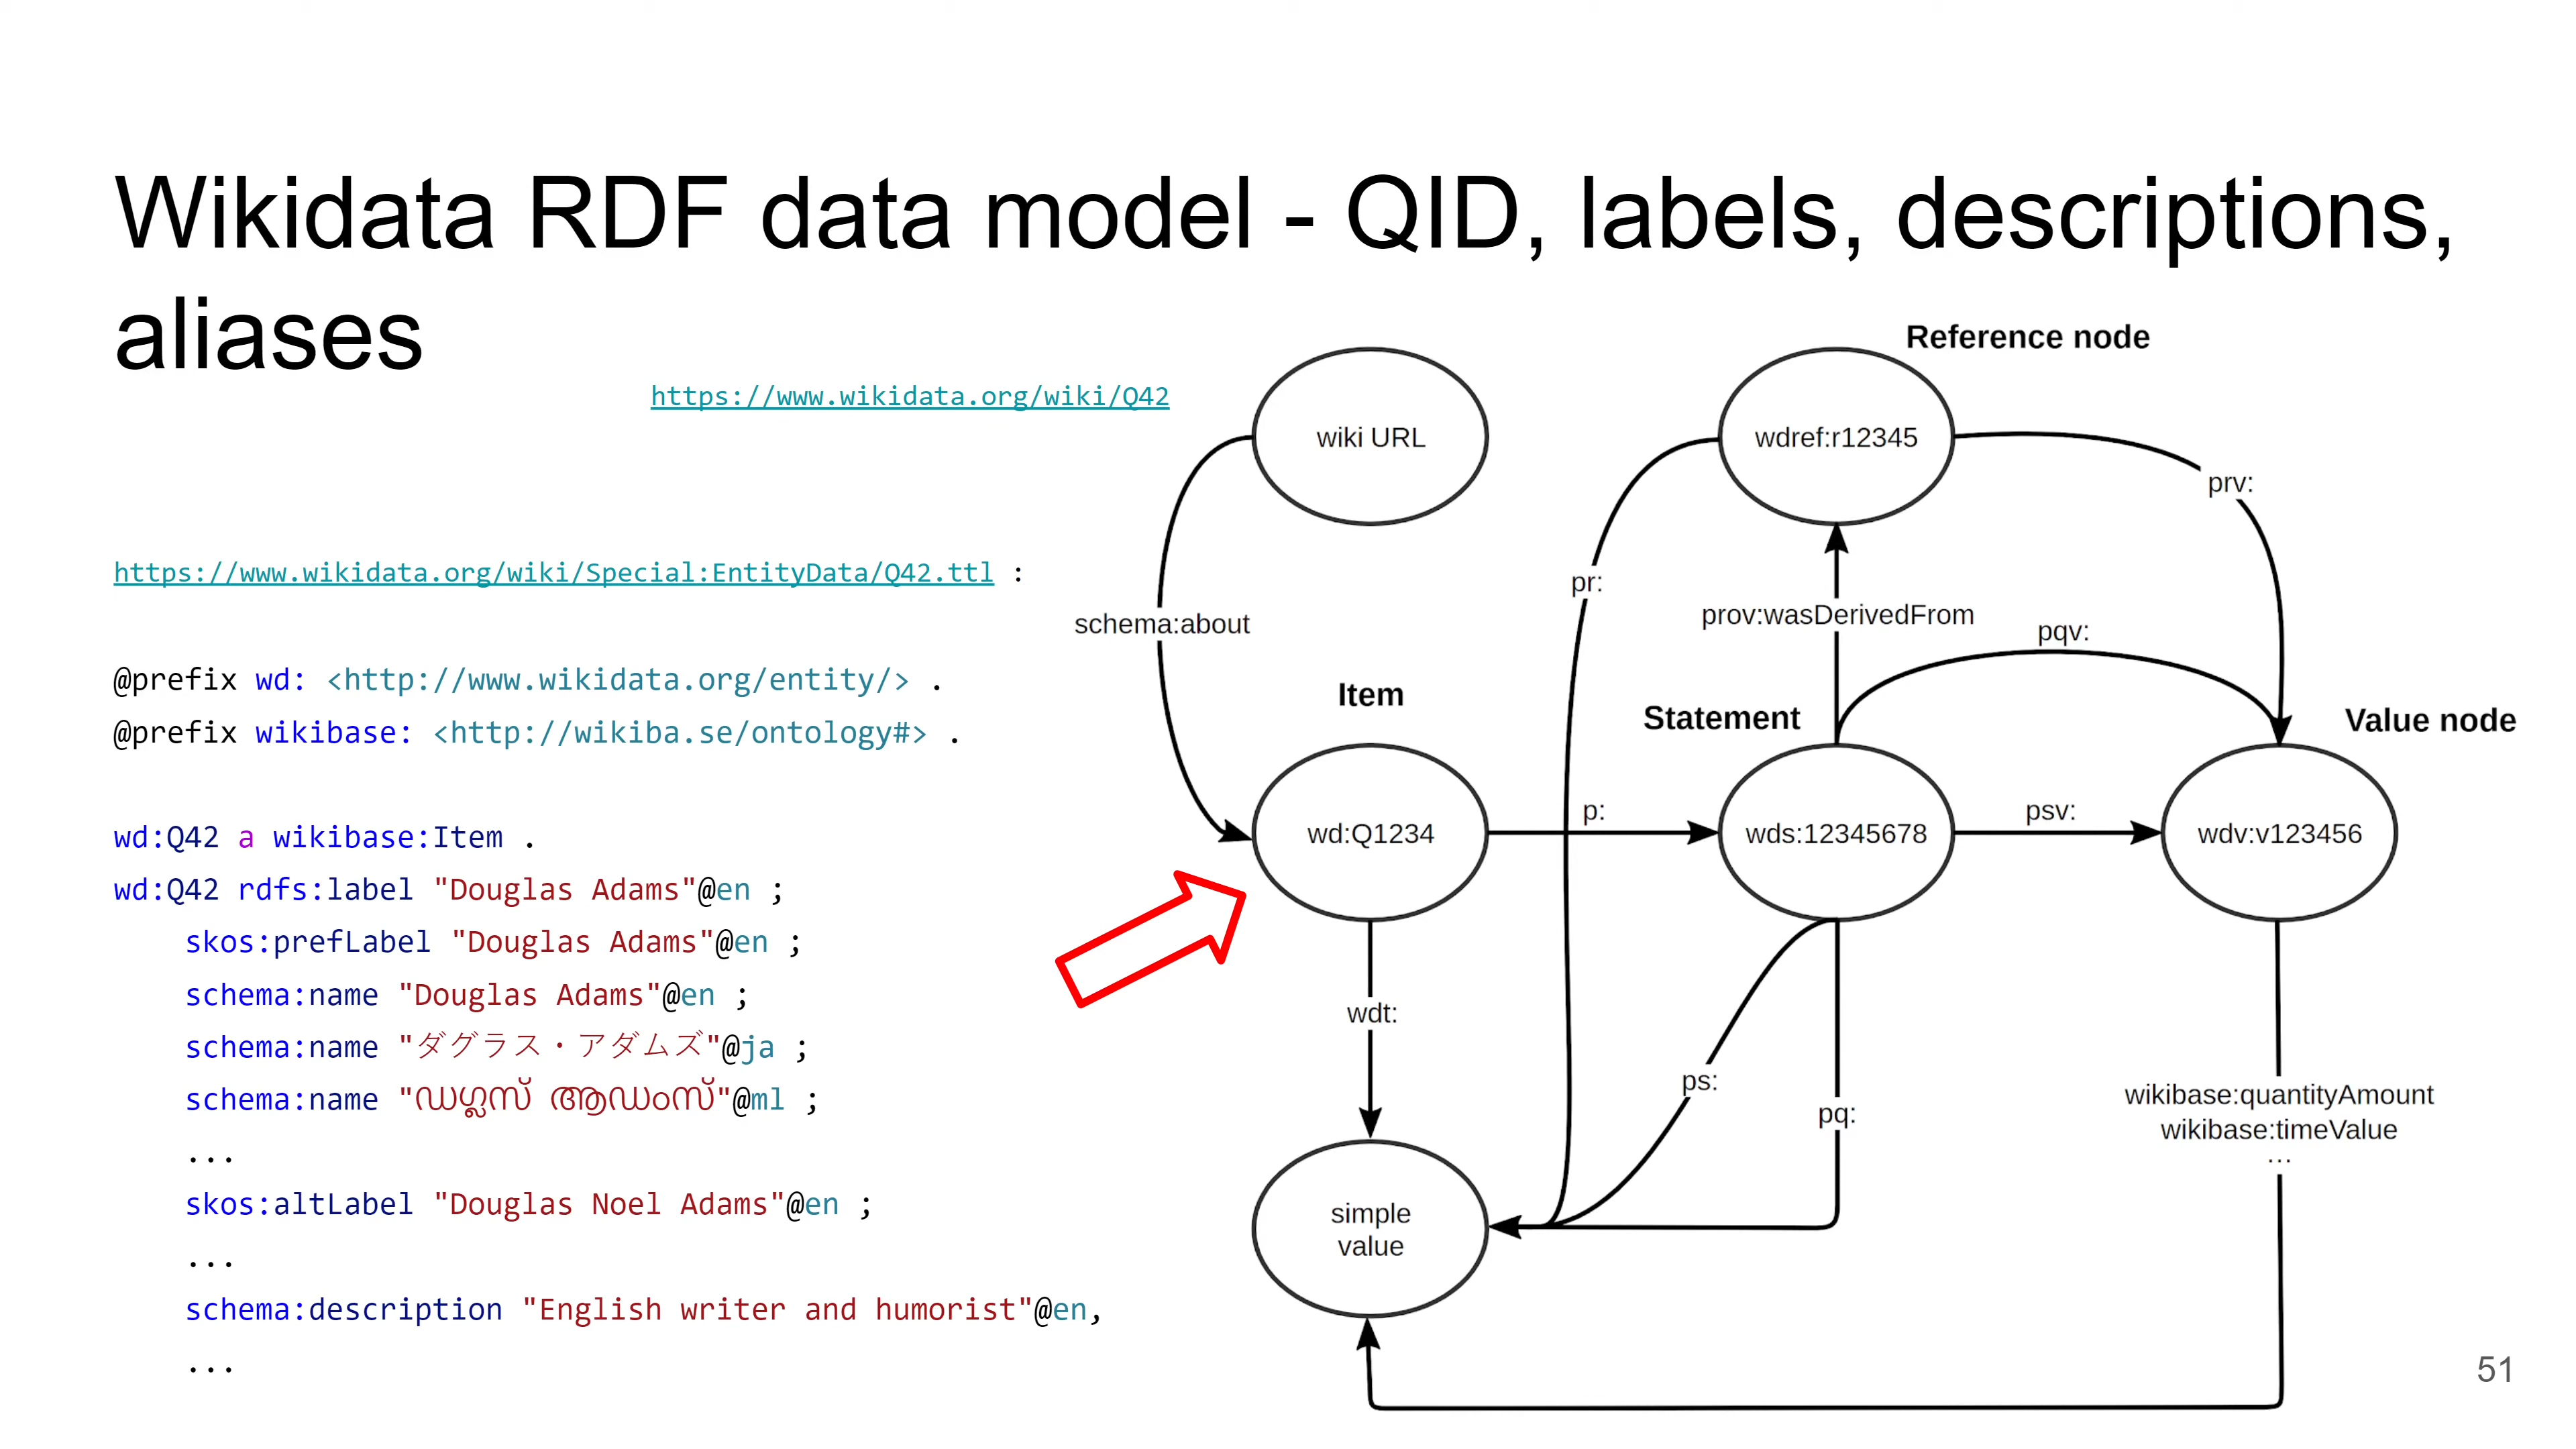 Wikidata RDF data model - QID, labels, descriptions,
aliases
https://www.wikidata.org/wiki/Q42
https://www.wikidata.org/wiki/Special:EntityData/Q42.ttl :
@prefix wd: <http://www.wikidata.org/entity/> .
@prefix wikibase: <http://wikiba.se/ontology#> .
wd:Q42 a wikibase:Item .
wd:Q42 rdfs:label "Douglas Adams"@en ;
skos:prefLabel "Douglas Adams"@en ;
schema:name "Douglas Adams"@en ;
schema:name "ダグラス・アダムズ"@ja ;
schema:name "ഡഗ്ലസ് ആഡംസ്"@ml ;
...
skos:altLabel "Douglas Noel Adams"@en ;
...
schema:description "English writer and humorist"@en,
...
Reference node
wiki URL
wdref:r12345
prv:
pr:
schema:about
prov:wasDerivedFrom
pqv:
Item
Statement
Value node
wd:Q1234
p:
wds:12345678
psv:
wdv:v123456
wdt:
ps:
pq:
wikibase:quantityAmount
wikibase:timeValue
...
simple
value
51